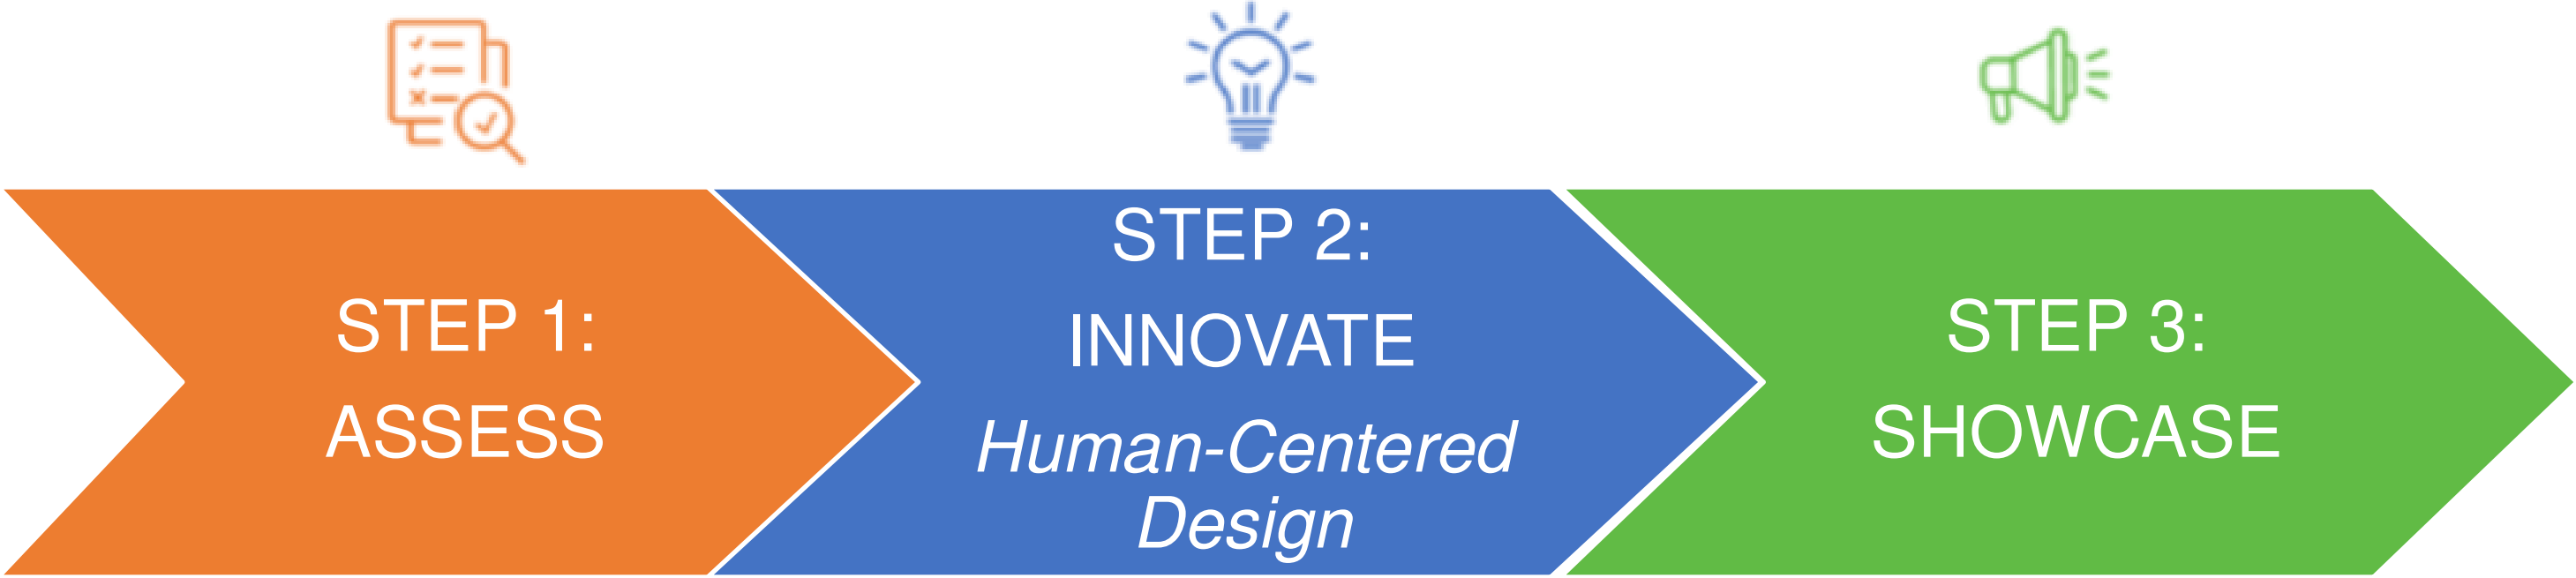 STEP 1:
ASSESS
STEP 2:
INNOVATE
Human-Centered
Design
STEP 3:
SHOWCASE